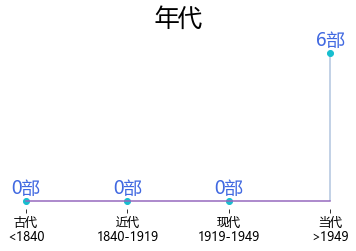 年代
6部
0部 0部 0部
古代 近代 现代 当代
<1840 1840-1919 1919-1949 >1949